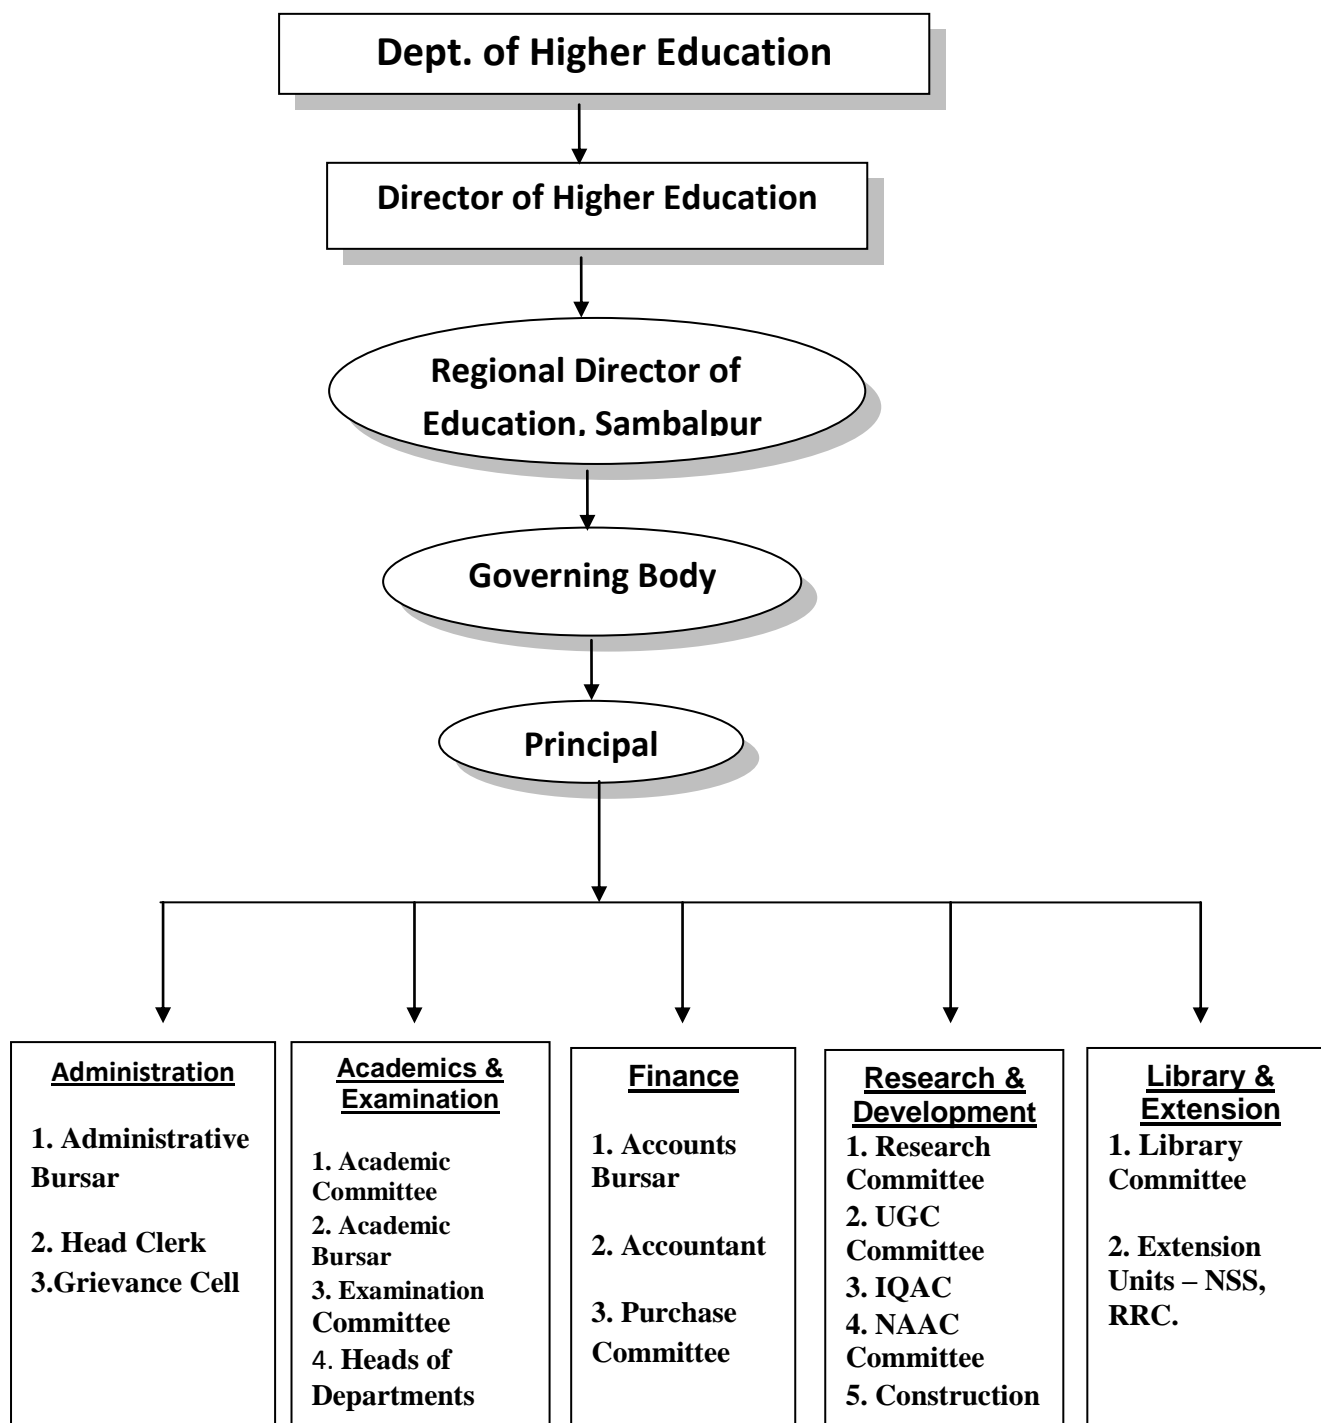 Dept. of Higher Education
Director of Higher Education
Regional Director of
Education, Sambalpur
Governing Body
Principal
Administration
1. Administrative
Bursar
2. Head Clerk
3.Grievance Cell
Academics &
Examination
1. Academic
Committee
2. Academic
Bursar
3. Examination
Committee
4. Heads of
Departments
Finance
1. Accounts
Bursar
2. Accountant
3. Purchase
Committee
Research &
Development
1. Research
Committee
2. UGC
Committee
3. IQAC
4. NAAC
Committee
5. Construction
Library &
Extension
1. Library
Committee
2. Extension
Units – NSS,
RRC.